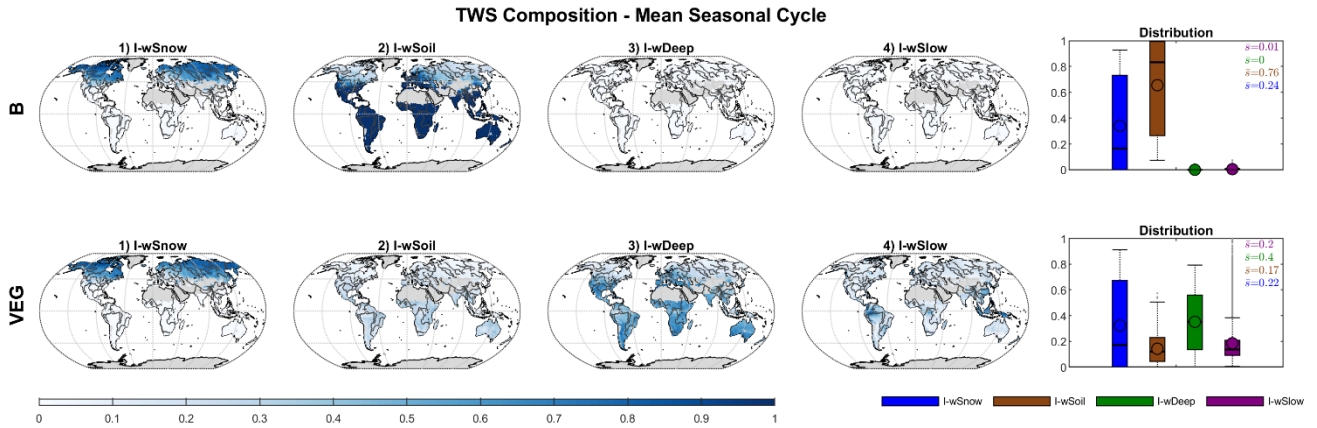 TWS Composition - Mean Seasonal Cycle
B
1) I-wSnow
2) I-wSoil
3) I-wDeep
4) I-wSlow
Distribution
1
0.8
0.6
0.4
0.2
0
s̄=0.01
s̄=0
s̄=0.76
s̄=0.24
VEG
1) I-wSnow
2) I-wSoil
3) I-wDeep
4) I-wSlow
Distribution
1
0.8
0.6
0.4
0.2
0
s̄=0.2
s̄=0.4
s̄=0.17
s̄=0.22
0 0.1 0.2 0.3 0.4 0.5 0.6 0.7 0.8 0.9 1
I-wSnow I-wSoil I-wDeep I-wSlow